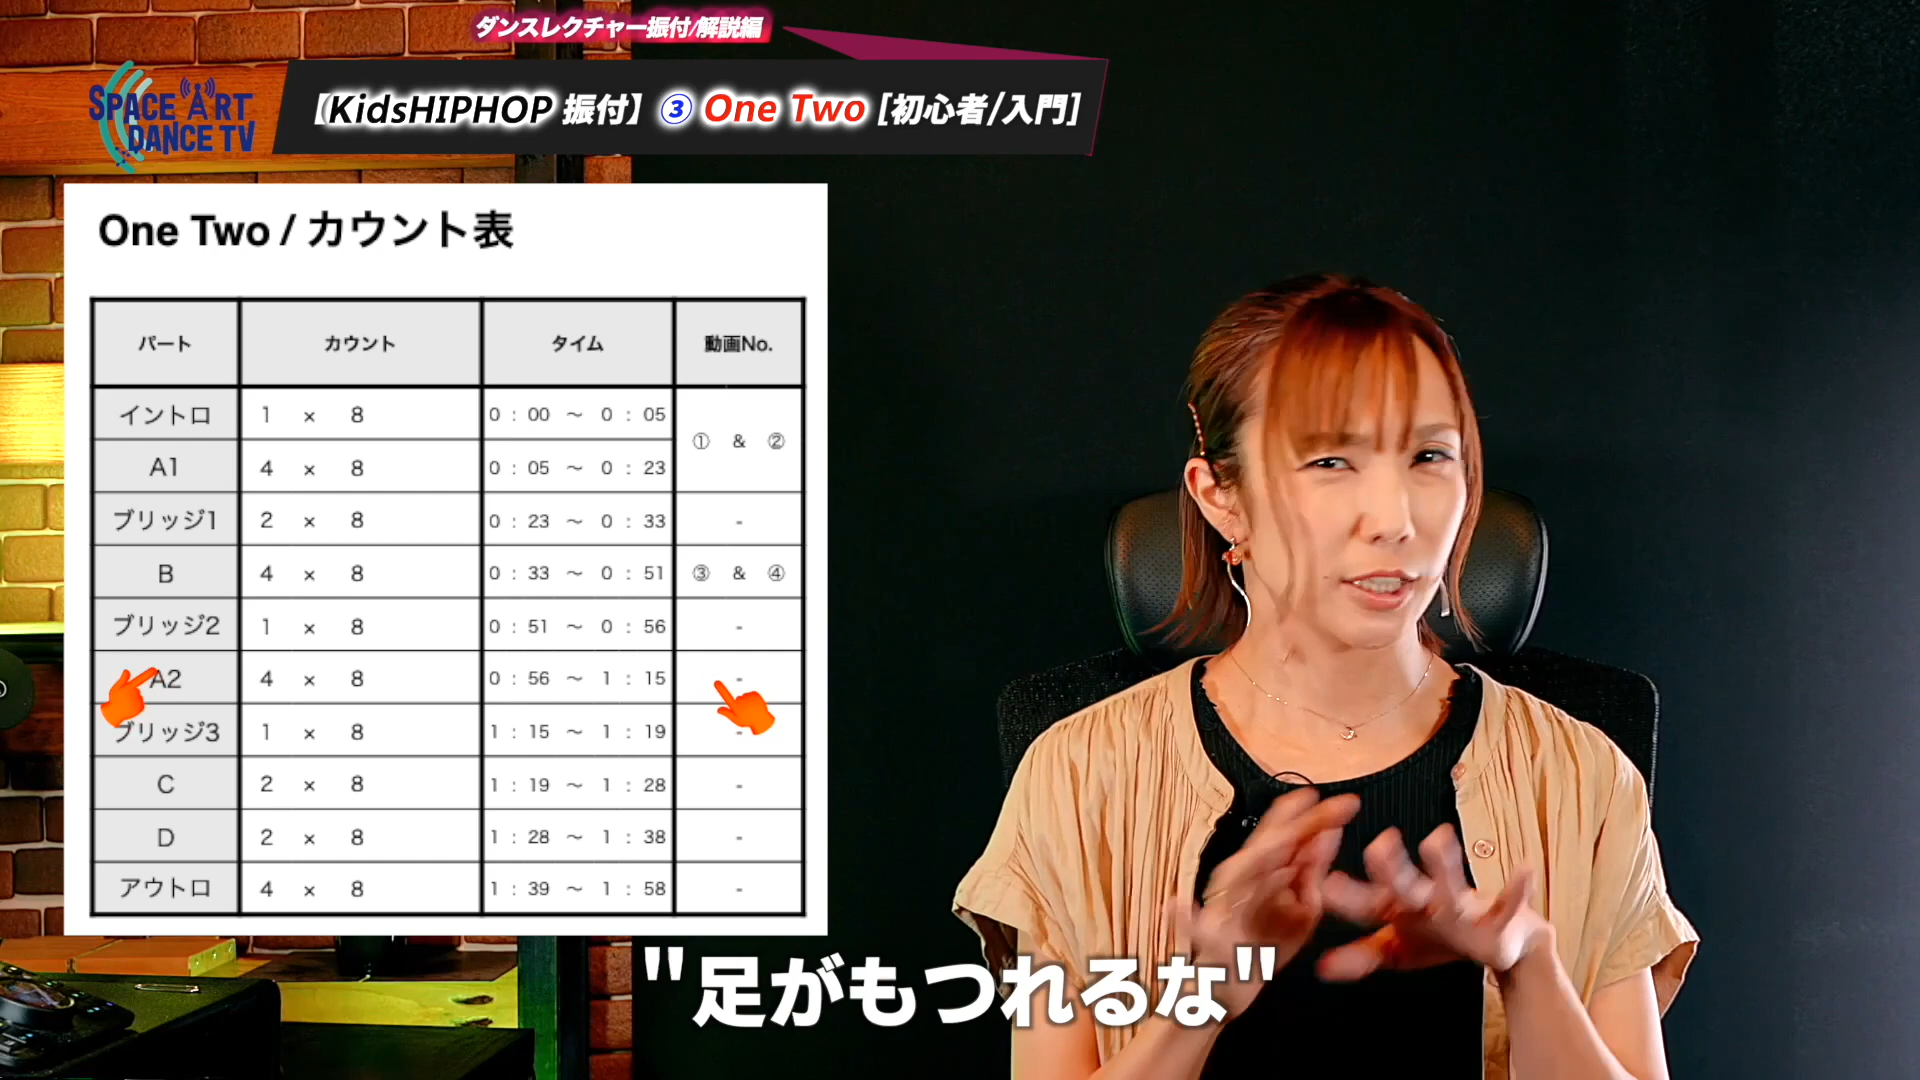 ダンスレクチャー振付/解説編
SPACE ART
DANCE TV
【KidsHIPHOP 振付】③ One Two [初心者/入門]
One Two / カウント表
パート カウント タイム 動画No.
イントロ 1 × 8 0 : 00 〜 0 : 05 ① & ②
A1 4 × 8 0 : 05 〜 0 : 23
ブリッジ1 2 × 8 0 : 23 〜 0 : 33 -
B 4 × 8 0 : 33 〜 0 : 51 ③ & ④
ブリッジ2 1 × 8 0 : 51 〜 0 : 56 -
A2 4 × 8 0 : 56 〜 1 : 15 -
ブリッジ3 1 × 8 1 : 15 〜 1 : 19 -
C 2 × 8 1 : 19 〜 1 : 28 -
D 2 × 8 1 : 28 〜 1 : 38 -
アウトロ 4 × 8 1 : 39 〜 1 : 58 -
"足がもつれるな"